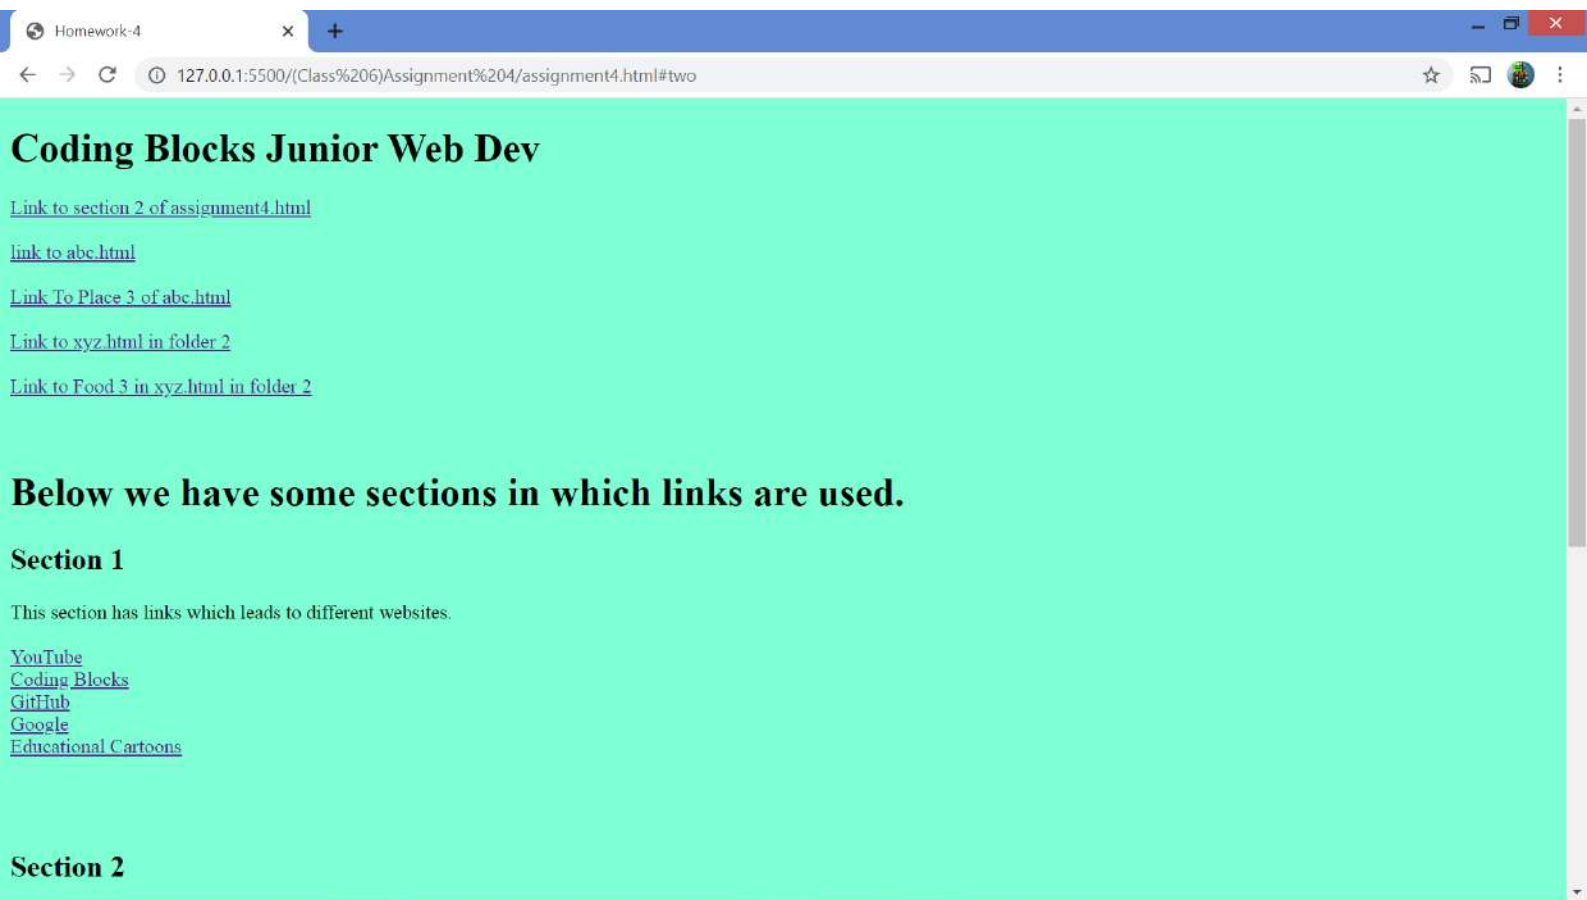 Homework-4
127.0.0.1:5500/(Class%206)Assignment%204/assignment4.html#two
Coding Blocks Junior Web Dev
Link to section 2 of assignment4.html
link to abc.html
Link To Place 3 of abc.html
Link to xyz.html in folder 2
Link to Food 3 in xyz.html in folder 2
Below we have some sections in which links are used.
Section 1
This section has links which leads to different websites.
YouTube
Coding Blocks
GitHub
Google
Educational Cartoons
Section 2